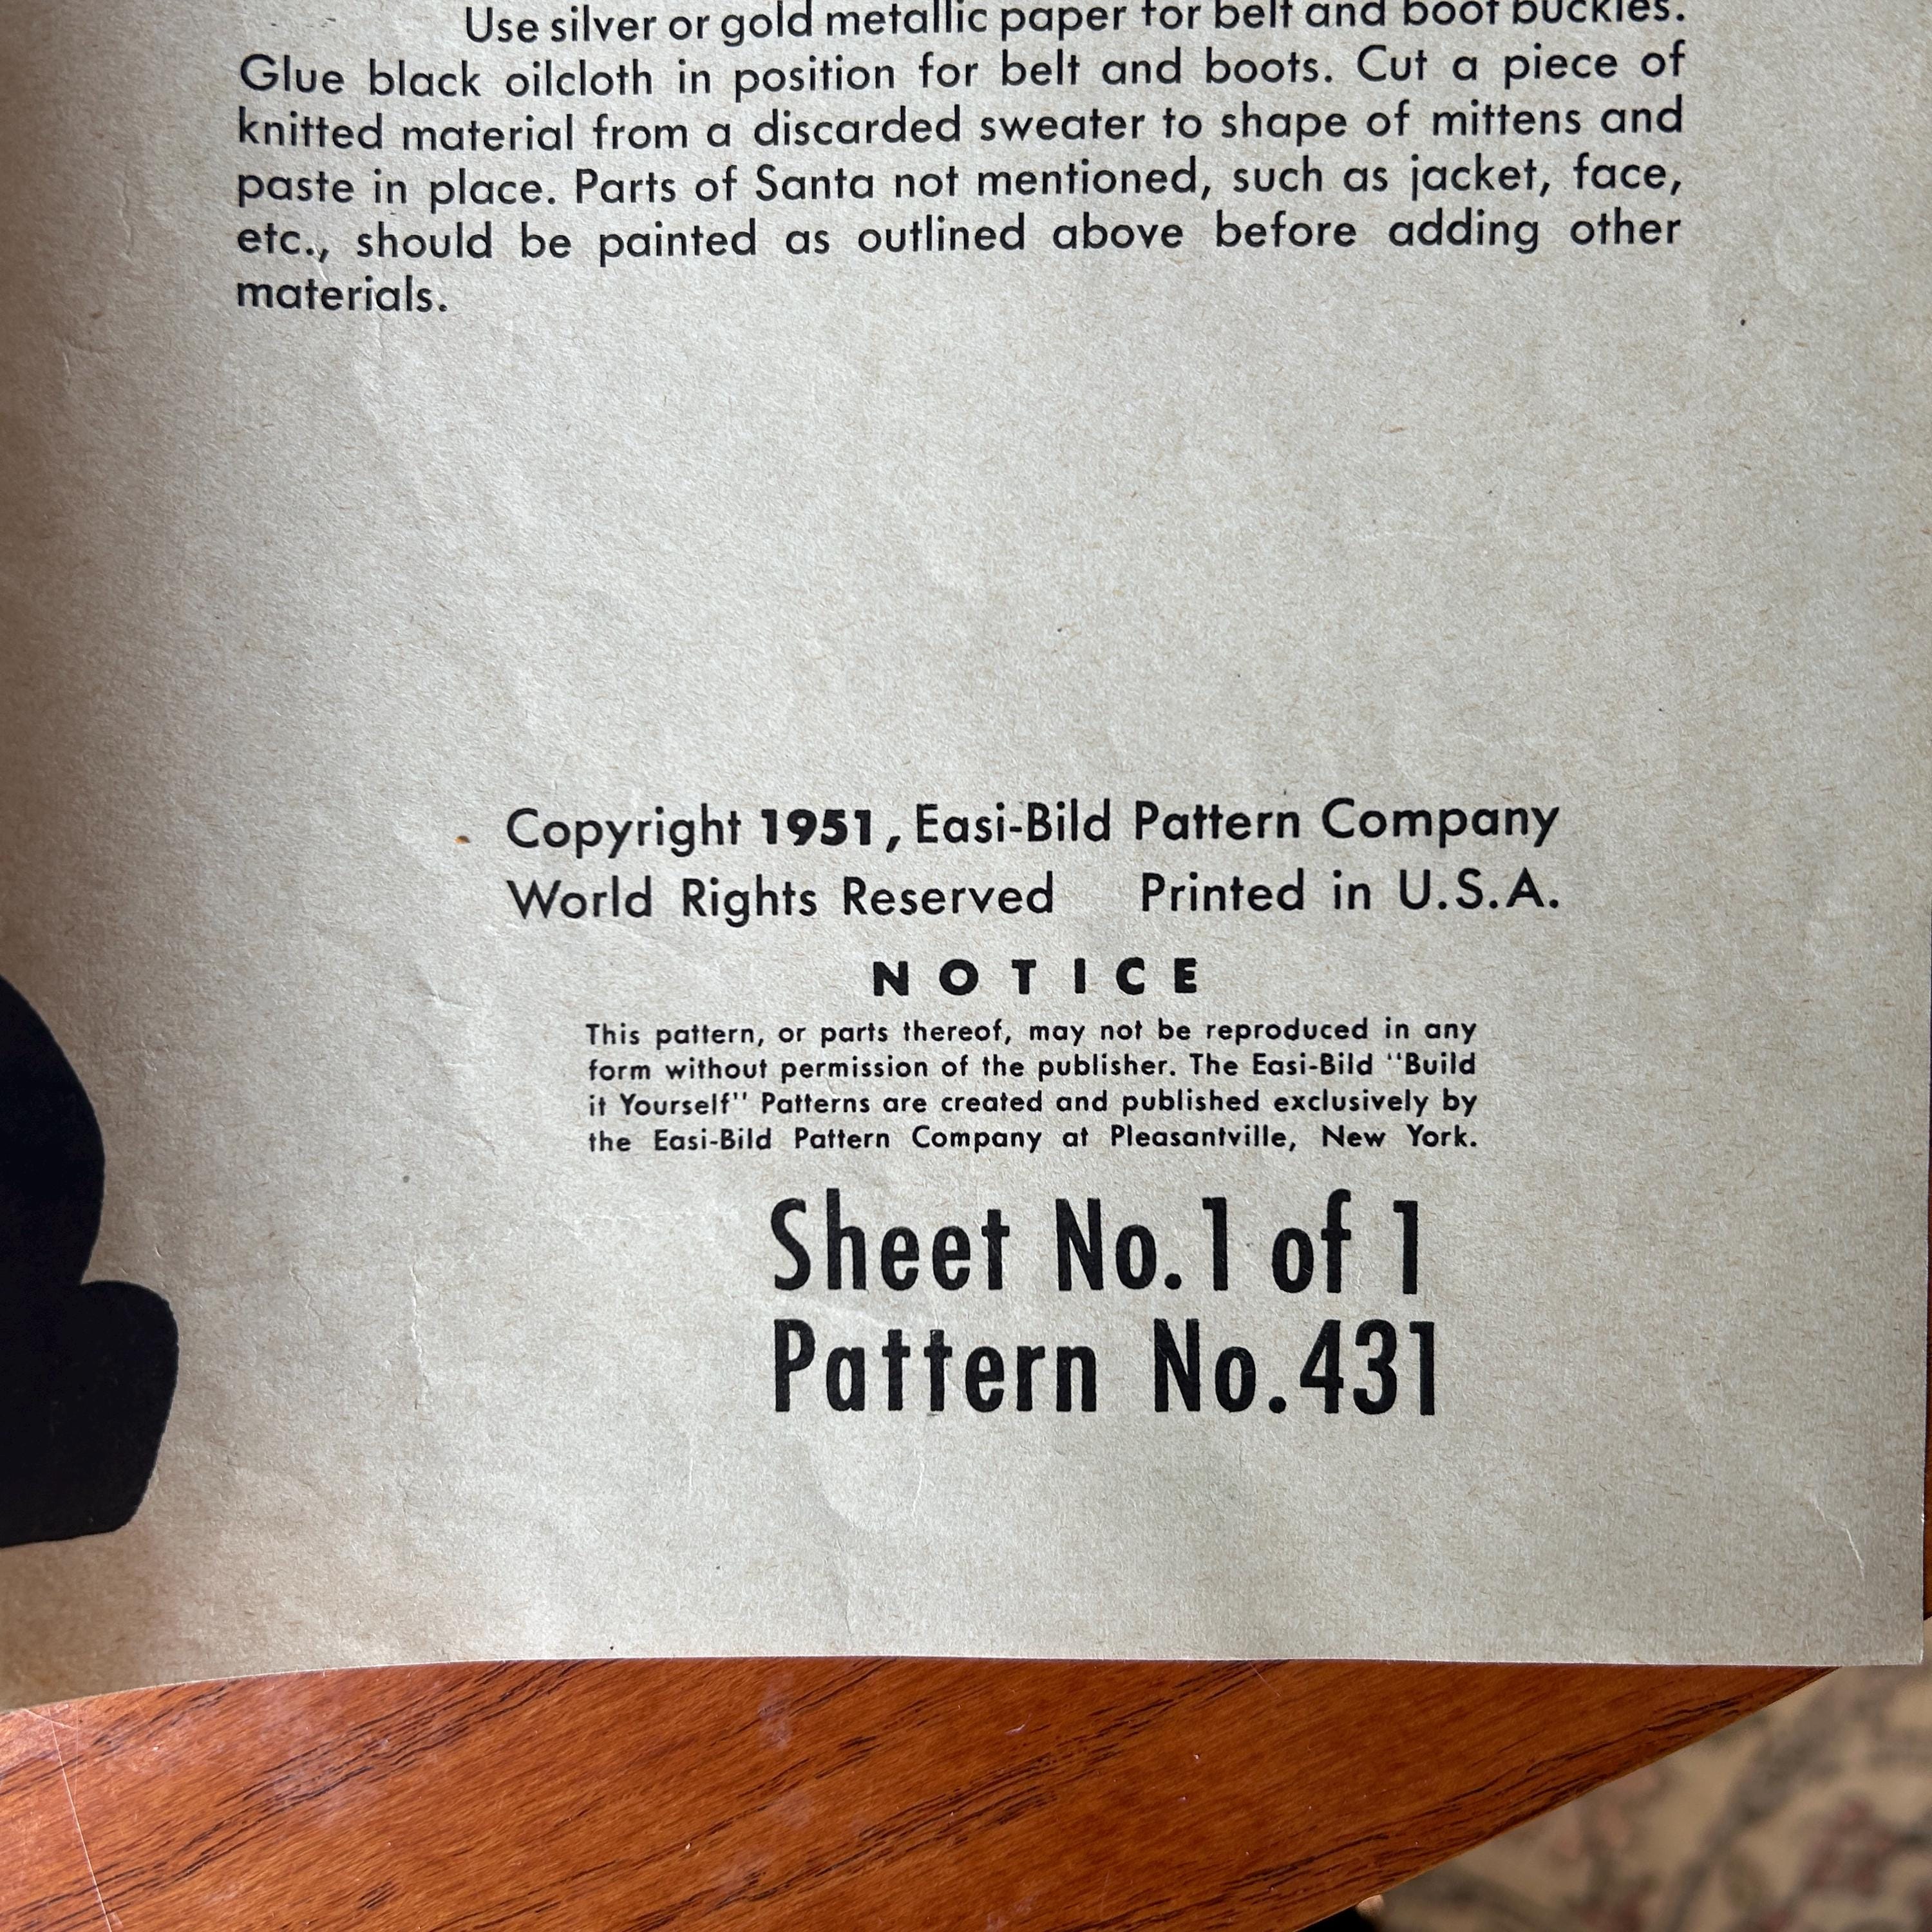 Use silver or gold metallic paper for belt and boot buckles.
Glue black oilcloth in position for belt and boots. Cut a piece of
knitted material from a discarded sweater to shape of mittens and
paste in place. Parts of Santa not mentioned, such as jacket, face,
etc., should be painted as outlined above before adding other
materials.
Copyright 1951, Easi-Bild Pattern Company
World Rights Reserved Printed in U.S.A.
NOTICE
This pattern, or parts thereof, may not be reproduced in any
form without permission of the publisher. The Easi-Bild "Build
it Yourself" Patterns are created and published exclusively by
the Easi-Bild Pattern Company at Pleasantville, New York.
Sheet No. 1 of 1
Pattern No. 431